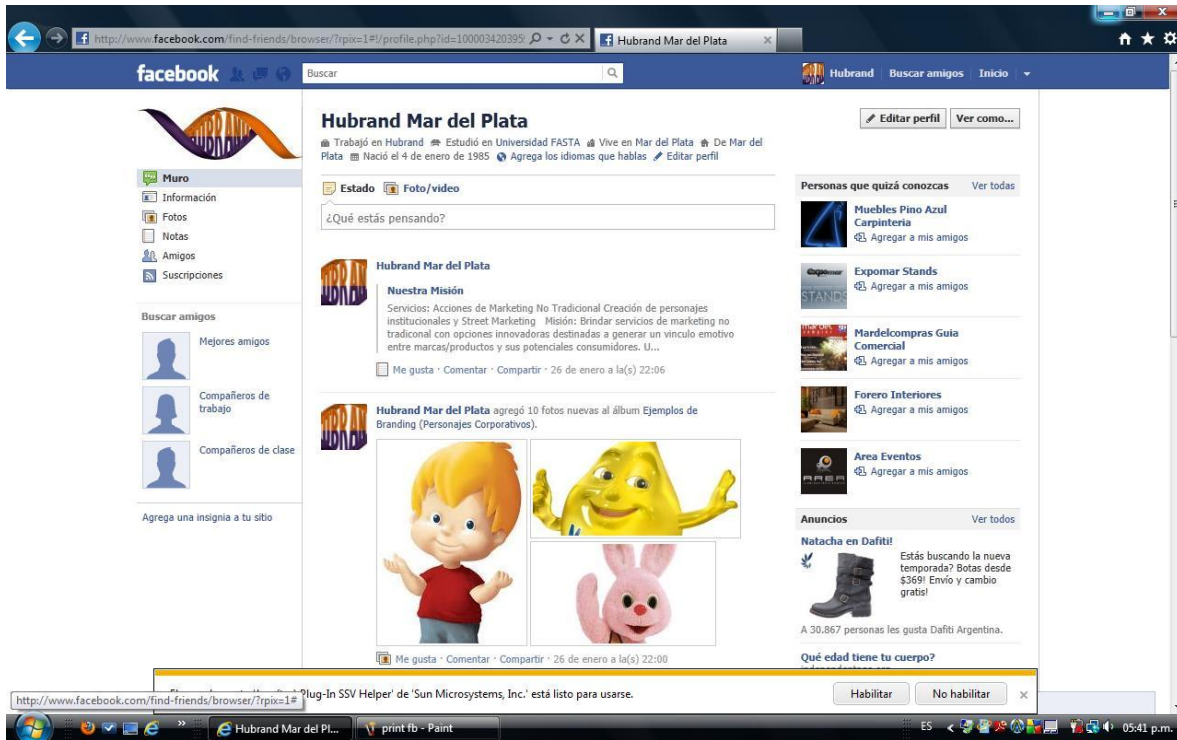 http://www.facebook.com/find-friends/browser/?rpix=1#!/profile.php?id=100003420395
Hubrand Mar del Plata
facebook
Buscar
Hubrand
Buscar amigos
Inicio
HUBRAND
Muro
Información
Fotos
Notas
Amigos
Suscripciones
Buscar amigos
Mejores amigos
Compañeros de
trabajo
Compañeros de clase
Agrega una insignia a tu sitio
Hubrand Mar del Plata
Editar perfil
Ver como...
Trabajó en Hubrand Estudió en Universidad FASTA Vive en Mar del Plata De Mar del
Plata Nació el 4 de enero de 1985 Agrega los idiomas que hablas Editar perfil
Estado Foto/video
¿Qué estás pensando?
Hubrand Mar del Plata
Nuestra Misión
Servicios: Acciones de Marketing No Tradicional Creación de personajes
institucionales y Street Marketing Misión: Brindar servicios de marketing no
tradiconal con opciones innovadoras destinadas a generar un vinculo emotivo
entre marcas/productos y sus potenciales consumidores. U...
Me gusta · Comentar · Compartir · 26 de enero a la(s) 22:06
Hubrand Mar del Plata agregó 10 fotos nuevas al álbum Ejemplos de
Branding (Personajes Corporativos).
Me gusta · Comentar · Compartir · 26 de enero a la(s) 22:00
Personas que quizá conozcas Ver todas
Muebles Pino Azul
Carpinteria
Agregar a mis amigos
expomar
STANDS
Expomar Stands
Agregar a mis amigos
Mardelcompras Guia
Comercial
Agregar a mis amigos
Forero Interiores
Agregar a mis amigos
AREA
Area Eventos
Agregar a mis amigos
Anuncios Ver todos
Natacha en Dafiti!
Estás buscando la nueva
temporada? Botas desde
$369! Envío y cambio
gratis!
A 30.867 personas les gusta Dafiti Argentina.
Qué edad tiene tu cuerpo?
Plug-In SSV Helper' de 'Sun Microsystems, Inc.' está listo para usarse.
Habilitar
No habilitar
http://www.facebook.com/find-friends/browser/?rpix=1#
Hubrand Mar del Pl...
print fb - Paint
ES
05:41 p.m.